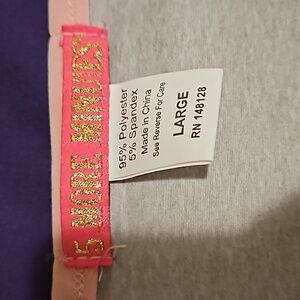 5 MORE MINUTES
95% Polyester
5% Spandex
Made in China
See Reverse For Care
LARGE
RN 148128